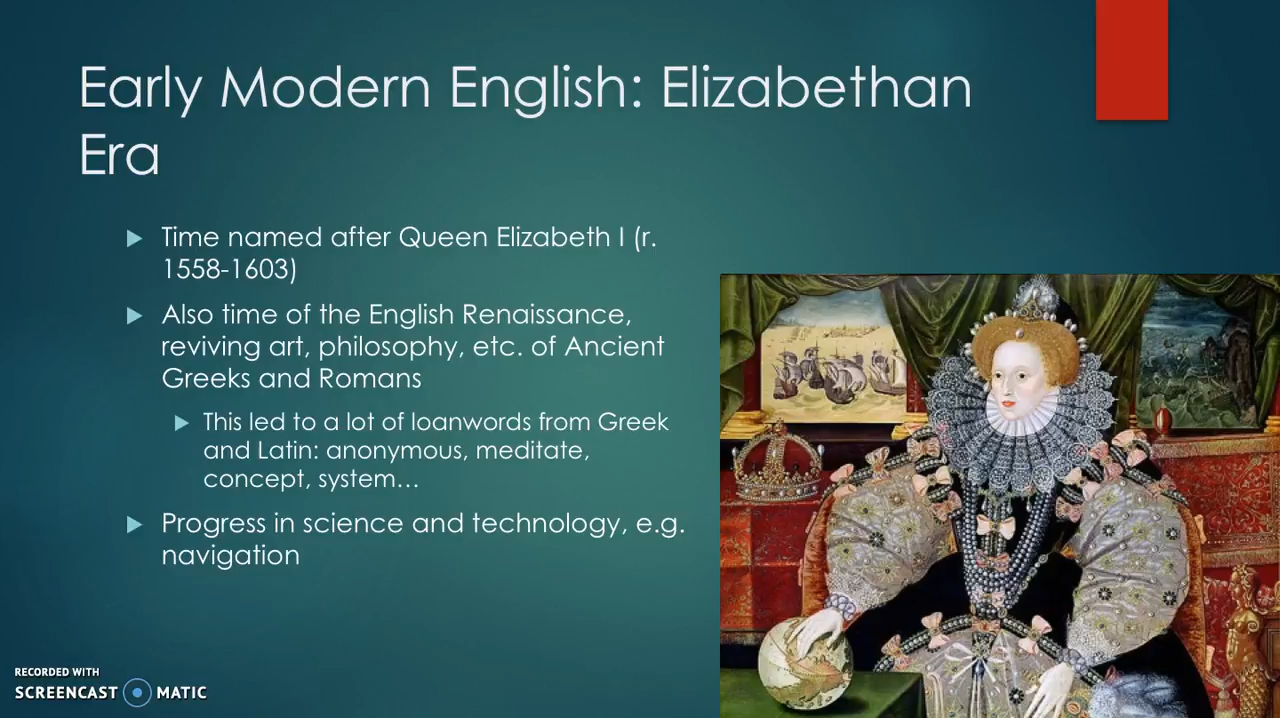 Early Modern English: Elizabethan
Era
Time named after Queen Elizabeth I (r.
1558-1603)
Also time of the English Renaissance,
reviving art, philosophy, etc. of Ancient
Greeks and Romans
This led to a lot of loanwords from Greek
and Latin: anonymous, meditate,
concept, system…
Progress in science and technology, e.g.
navigation
RECORDED WITH
SCREENCAST MATIC